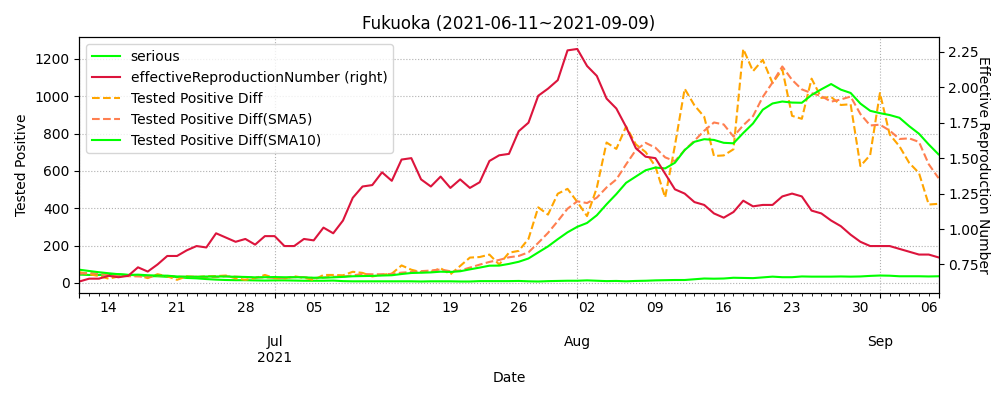 Fukuoka (2021-06-11~2021-09-09)
serious
effectiveReproductionNumber (right)
Tested Positive Diff
Tested Positive Diff(SMA5)
Tested Positive Diff(SMA10)
Tested Positive
1200
1000
800
600
400
200
0
2.25
2.00
1.75
1.50
1.25
1.00
0.75
Effective Reproduction Number
14 21 28 05 12 19 26 02 09 16 23 30 06
Jul Aug Sep
2021
Date